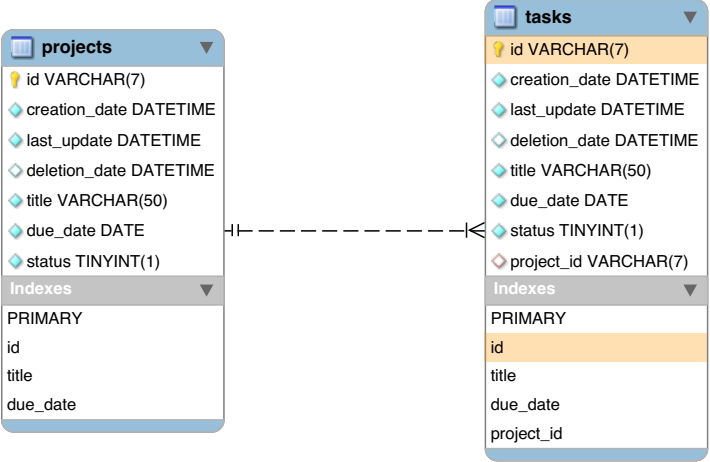 projects
id VARCHAR(7)
creation_date DATETIME
last_update DATETIME
deletion_date DATETIME
title VARCHAR(50)
due_date DATE
status TINYINT(1)
Indexes
PRIMARY
id
title
due_date
tasks
id VARCHAR(7)
creation_date DATETIME
last_update DATETIME
deletion_date DATETIME
title VARCHAR(50)
due_date DATE
status TINYINT(1)
project_id VARCHAR(7)
Indexes
PRIMARY
id
title
due_date
project_id